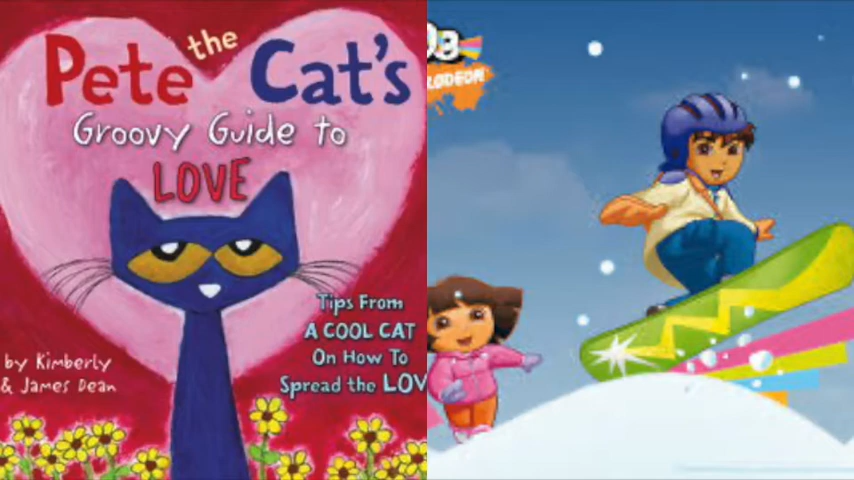 Pete the Cat's
Groovy Guide to
LOVE
Tips From
A COOL CAT
On How To
Spread the LOV
by Kimberly
& James Dean
LODEON